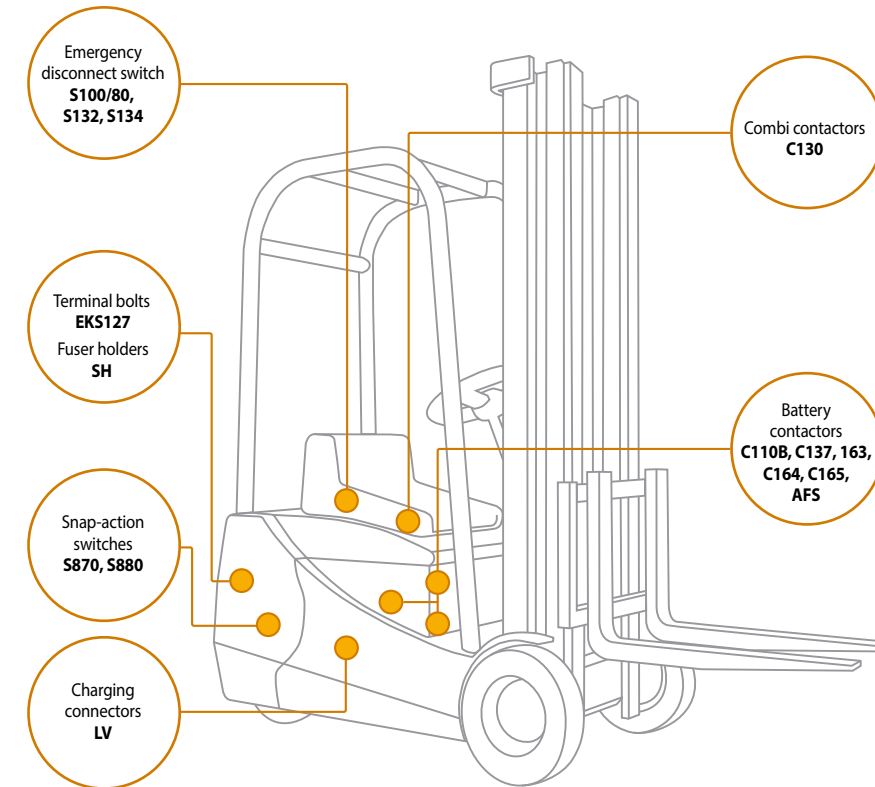 Emergency
disconnect switch
S100/80,
S132, S134
Combi contactors
C130
Terminal bolts
EKS127
Fuser holders
SH
Battery
contactors
C110B, C137, 163,
C164, C165,
AFS
Snap-action
switches
S870, S880
Charging
connectors
LV